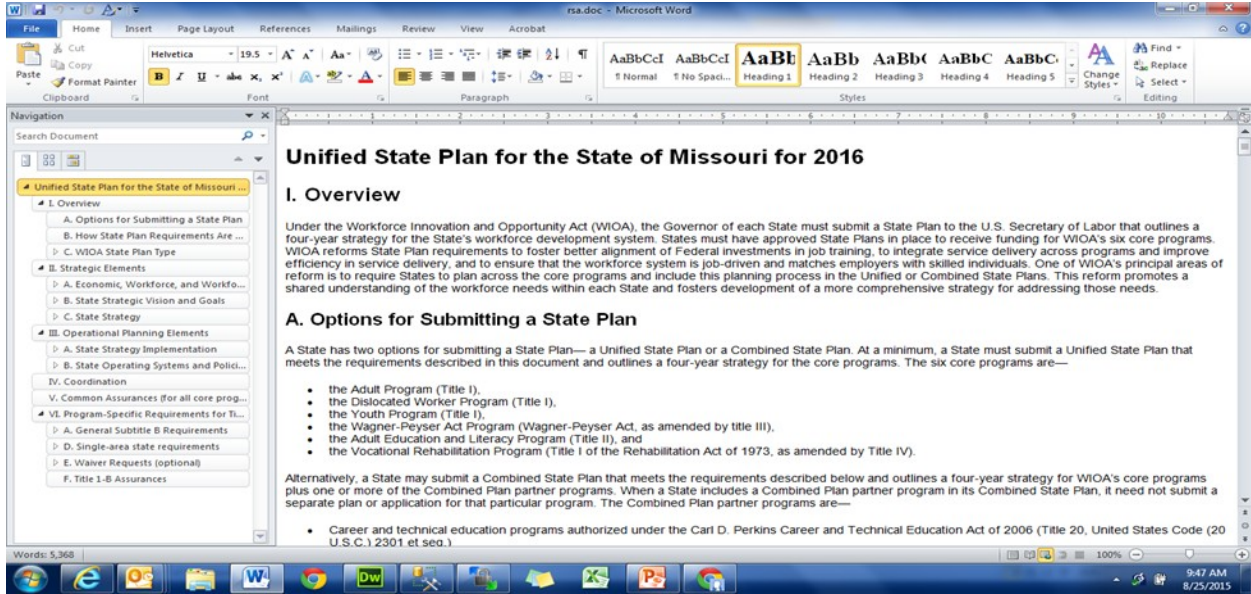 rsa.doc - Microsoft Word
File Home Insert Page Layout References Mailings Review View Acrobat
Cut
Copy
Paste
Format Painter
Clipboard
Helvetica 19.5
Font
Paragraph
AaBbCcI AaBbCcI AaBb AaBb AaBb( AaBbC AaBbC
¶ Normal ¶ No Spaci... Heading 1 Heading 2 Heading 3 Heading 4 Heading 5
Change Styles
Styles
Find
Replace
Select
Editing
Navigation
Search Document
Unified State Plan for the State of Missouri ...
I. Overview
A. Options for Submitting a State Plan
B. How State Plan Requirements Are ...
C. WIOA State Plan Type
II. Strategic Elements
A. Economic, Workforce, and Workfo...
B. State Strategic Vision and Goals
C. State Strategy
III. Operational Planning Elements
A. State Strategy Implementation
B. State Operating Systems and Polici...
IV. Coordination
V. Common Assurances (for all core prog...
VI. Program-Specific Requirements for Ti...
A. General Subtitle B Requirements
D. Single-area state requirements
E. Waiver Requests (optional)
F. Title 1-B Assurances
Unified State Plan for the State of Missouri for 2016
I. Overview
Under the Workforce Innovation and Opportunity Act (WIOA), the Governor of each State must submit a State Plan to the U.S. Secretary of Labor that outlines a
four-year strategy for the State's workforce development system. States must have approved State Plans in place to receive funding for WIOA's six core programs.
WIOA reforms State Plan requirements to foster better alignment of Federal investments in job training, to integrate service delivery across programs and improve
efficiency in service delivery, and to ensure that the workforce system is job-driven and matches employers with skilled individuals. One of WIOA's principal areas of
reform is to require States to plan across the core programs and include this planning process in the Unified or Combined State Plans. This reform promotes a
shared understanding of the workforce needs within each State and fosters development of a more comprehensive strategy for addressing those needs.
A. Options for Submitting a State Plan
A State has two options for submitting a State Plan— a Unified State Plan or a Combined State Plan. At a minimum, a State must submit a Unified State Plan that
meets the requirements described in this document and outlines a four-year strategy for the core programs. The six core programs are—
• the Adult Program (Title I),
• the Dislocated Worker Program (Title I),
• the Youth Program (Title I),
• the Wagner-Peyser Act Program (Wagner-Peyser Act, as amended by title III),
• the Adult Education and Literacy Program (Title II), and
• the Vocational Rehabilitation Program (Title I of the Rehabilitation Act of 1973, as amended by Title IV).
Alternatively, a State may submit a Combined State Plan that meets the requirements described below and outlines a four-year strategy for WIOA's core programs
plus one or more of the Combined Plan partner programs. When a State includes a Combined Plan partner program in its Combined State Plan, it need not submit a
separate plan or application for that particular program. The Combined Plan partner programs are—
• Career and technical education programs authorized under the Carl D. Perkins Career and Technical Education Act of 2006 (Title 20, United States Code (20
U.S.C.) 2301 et seq.)
Words: 5,368
100%
9:47 AM
8/25/2015